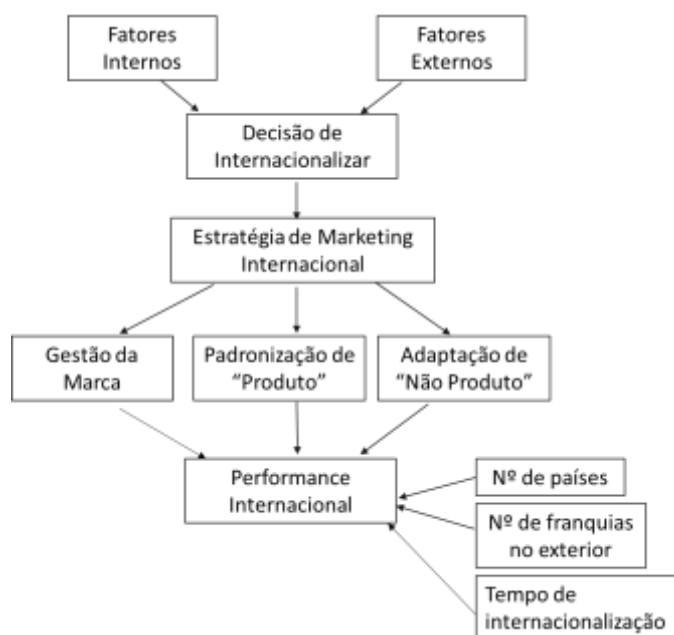 Fatores
Internos
Fatores
Externos
Decisão de
Internacionalizar
Estratégia de Marketing
Internacional
Gestão da
Marca
Padronização de
“Produto”
Adaptação de
“Não Produto”
Performance
Internacional
Nº de países
Nº de franquias
no exterior
Tempo de
internacionalização